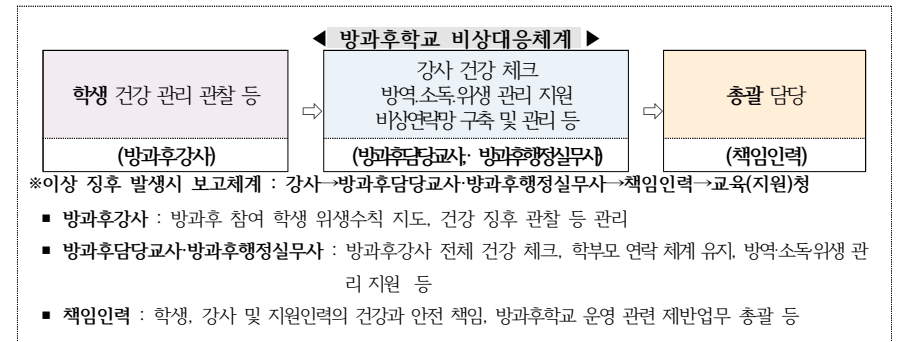 ◀ 방과후학교 비상대응체계 ▶
학생 건강 관리 관찰 등
⇨
강사 건강 체크
방역·소독·위생 관리 지원
비상연락망 구축 및 관리 등
⇨
총괄 담당
(방과후강사)
(방과후담당교사, 방과후행정실무사)
(책임인력)
※이상 징후 발생시 보고체계 : 강사→방과후담당교사·방과후행정실무사→책임인력→교육(지원)청
▪ 방과후강사 : 방과후 참여 학생 위생수칙 지도, 건강 징후 관찰 등 관리
▪ 방과후담당교사·방과후행정실무사 : 방과후강사 전체 건강 체크, 학부모 연락 체계 유지, 방역·소독·위생 관
리 지원 등
▪ 책임인력 : 학생, 강사 및 지원인력의 건강과 안전 책임, 방과후학교 운영 관련 제반업무 총괄 등